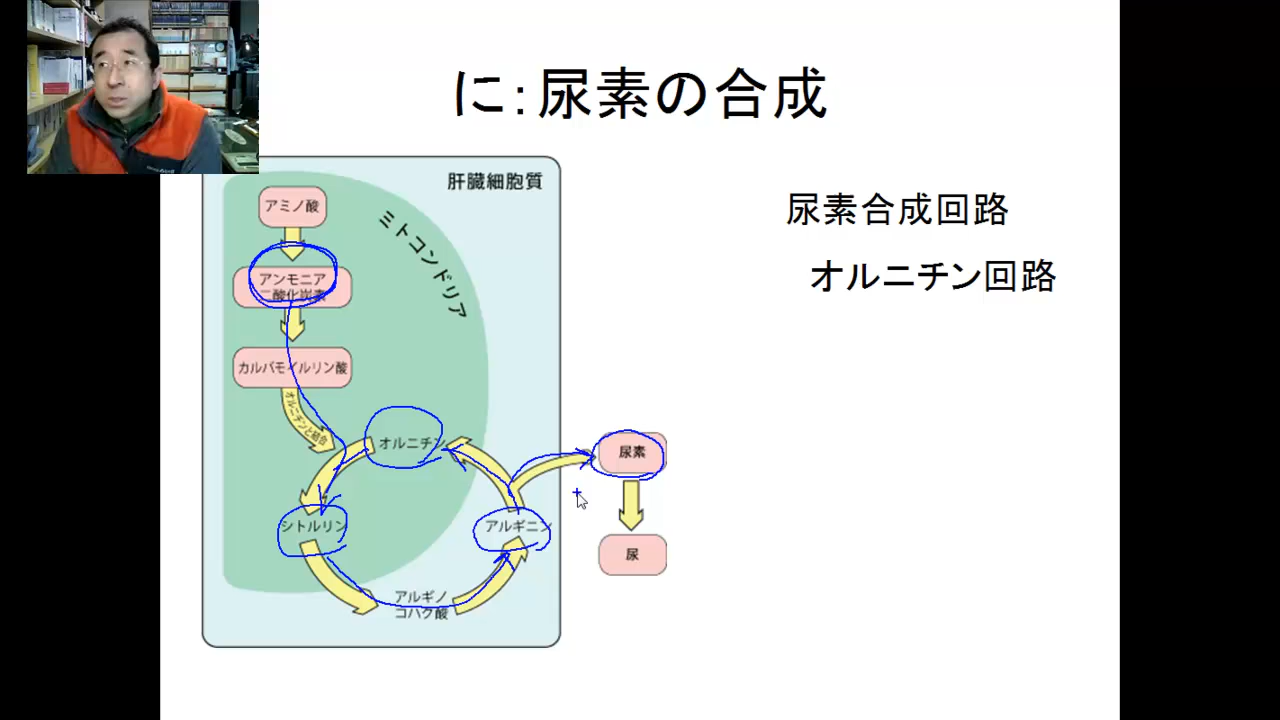 に：尿素の合成
肝臓細胞質
アミノ酸
ミトコンドリア
アンモニア
二酸化炭素
カルバモイルリン酸
オルニチンと結合
オルニチン
シトルリン
アルギニン
アルギノ
コハク酸
尿素
尿
尿素合成回路
オルニチン回路